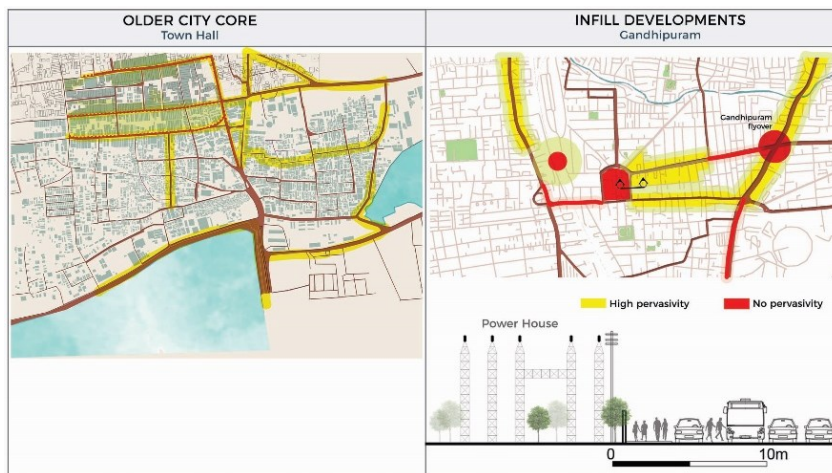 OLDER CITY CORE
Town Hall
INFILL DEVELOPMENTS
Gandhipuram
Gandhipuram
flyover
High pervasivity
No pervasivity
Power House
0
10m